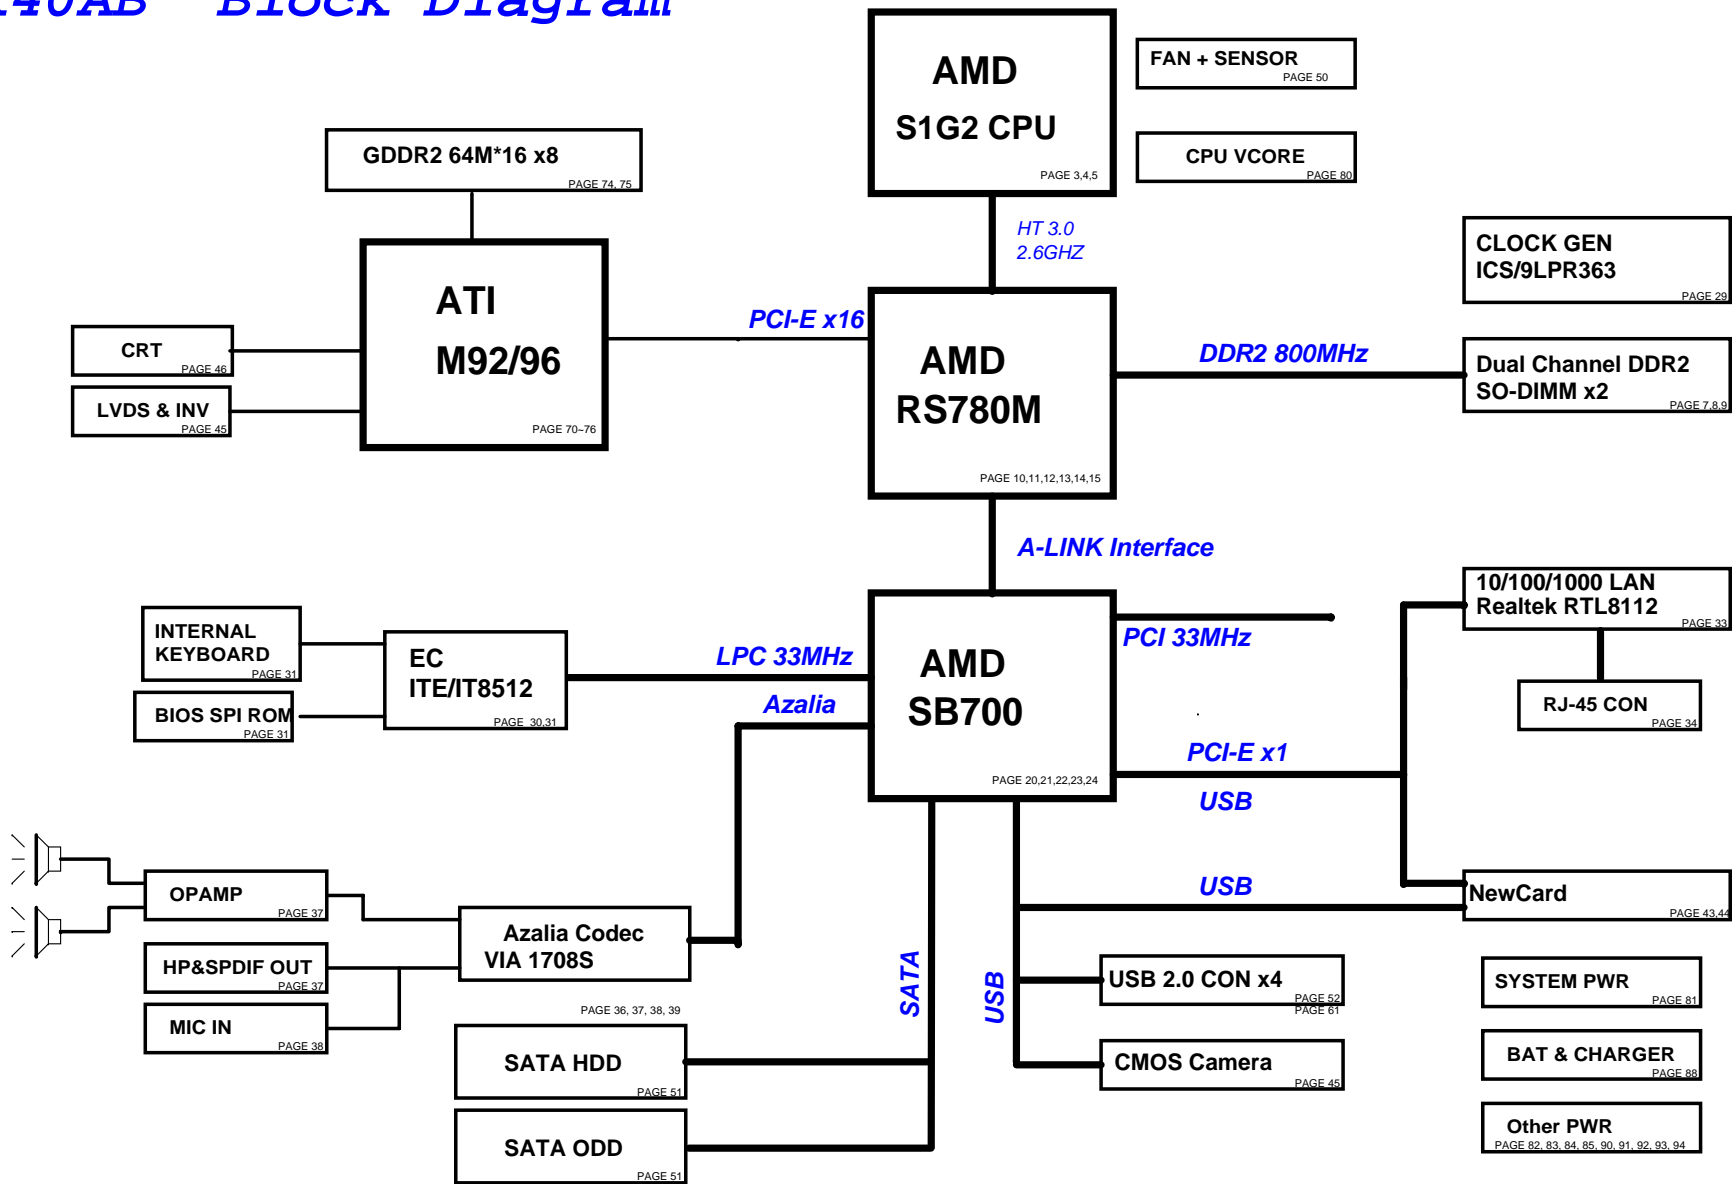 Block Diagram
AMD
S1G2 CPU
PAGE 3,4,5
FAN + SENSOR
PAGE 50
CPU VCORE
PAGE 80
GDDR2 64M*16 x8
PAGE 74, 75
HT 3.0
2.6GHZ
CLOCK GEN
ICS/9LPR363
PAGE 29
ATI
M92/96
PAGE 70~76
CRT
PAGE 46
LVDS & INV
PAGE 45
PCI-E x16
AMD
RS780M
PAGE 10,11,12,13,14,15
DDR2 800MHz
Dual Channel DDR2
SO-DIMM x2
PAGE 7,8,9
A-LINK Interface
INTERNAL
KEYBOARD
PAGE 31
BIOS SPI ROM
PAGE 31
EC
ITE/IT8512
PAGE 30,31
LPC 33MHz
Azalia
AMD
SB700
PAGE 20,21,22,23,24
PCI 33MHz
10/100/1000 LAN
Realtek RTL8112
PAGE 33
RJ-45 CON
PAGE 34
PCI-E x1
USB
USB
NewCard
PAGE 43,44
OPAMP
PAGE 37
HP&SPDIF OUT
PAGE 37
MIC IN
PAGE 38
Azalia Codec
VIA 1708S
PAGE 36, 37, 38, 39
SATA
USB
SATA HDD
PAGE 51
SATA ODD
PAGE 51
USB 2.0 CON x4
PAGE 52
PAGE 61
CMOS Camera
PAGE 45
SYSTEM PWR
PAGE 81
BAT & CHARGER
PAGE 88
Other PWR
PAGE 82, 83, 84, 85, 90, 91, 92, 93, 94